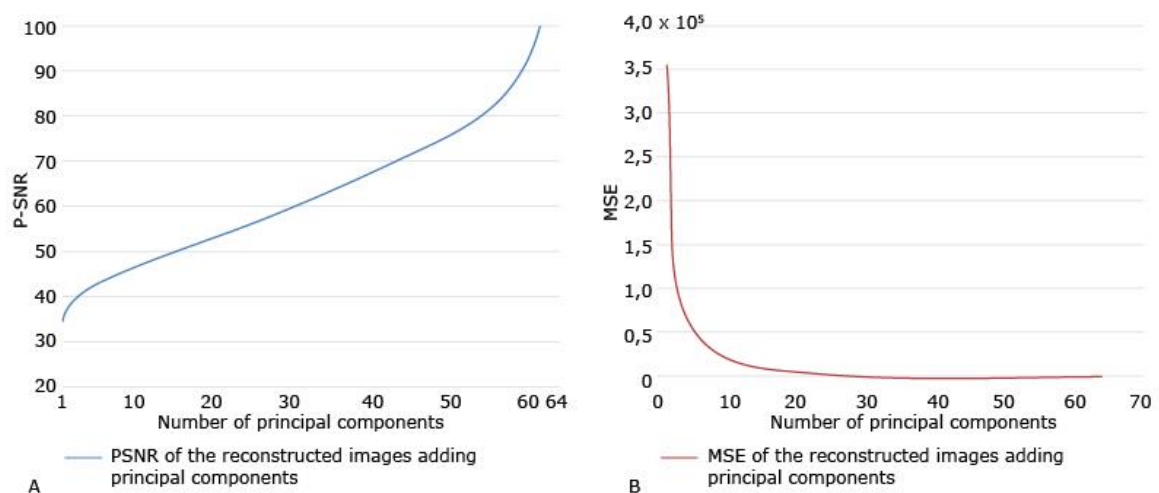 100
90
80
70
60
50
40
30
20
P-SNR
1 10 20 30 40 50 60 64
Number of principal components
PSNR of the reconstructed images adding
principal components
A
4,0 x 10⁵
3,5
3,0
2,5
2,0
1,5
1,0
0,5
0
MSE
0 10 20 30 40 50 60 70
Number of principal components
MSE of the reconstructed images adding
principal components
B